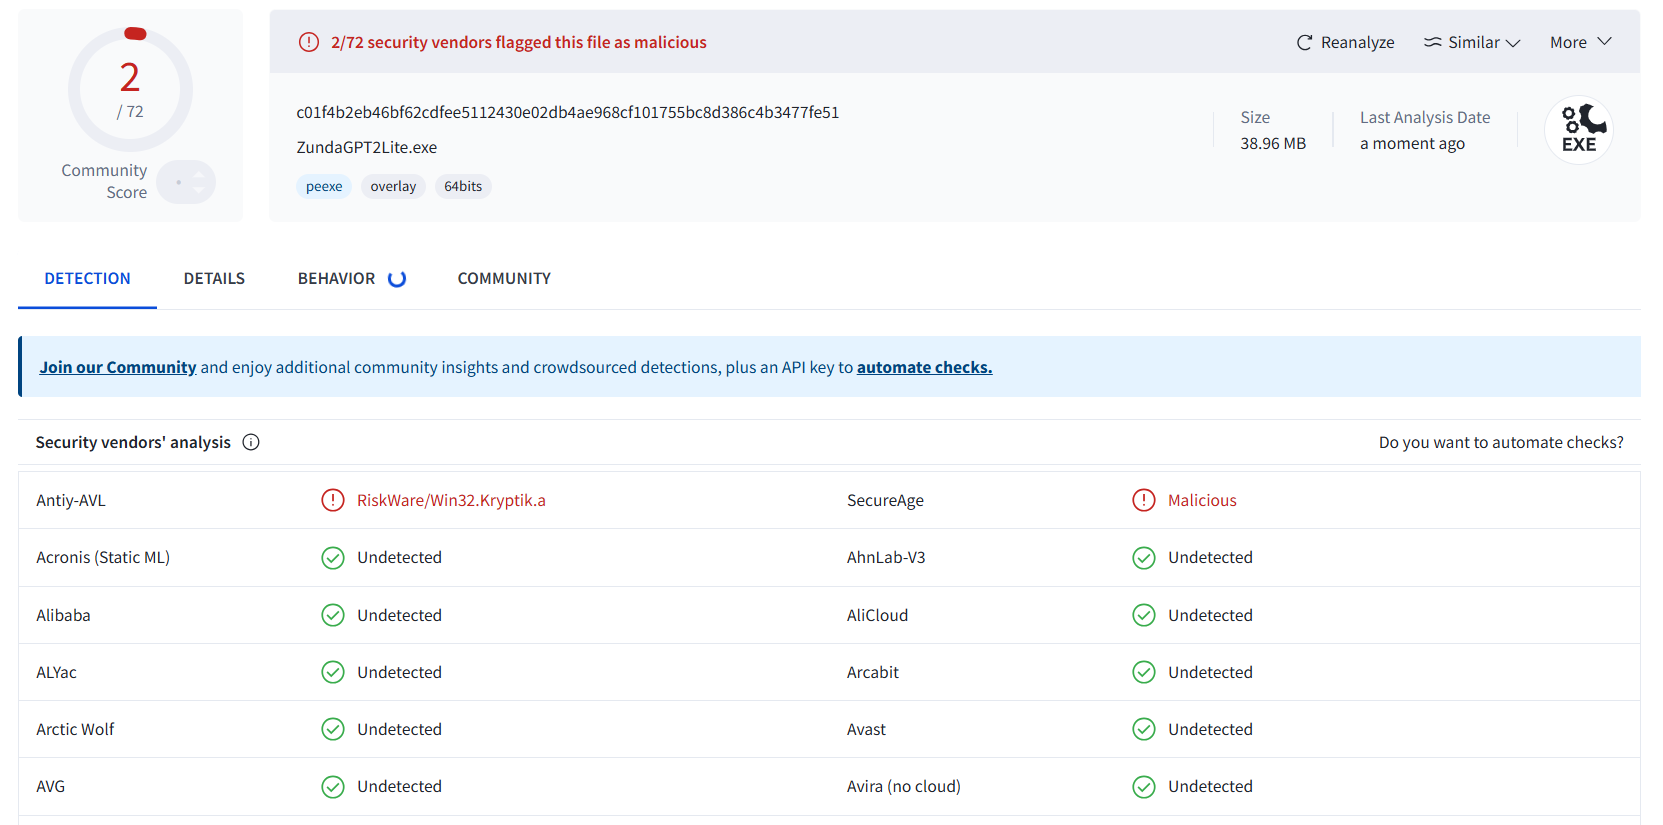 2
/ 72
Community
Score
2/72 security vendors flagged this file as malicious
Reanalyze
Similar
More
c01f4b2eb46bf62cdfee5112430e02db4ae968cf101755bc8d386c4b3477fe51
ZundaGPT2Lite.exe
peexe
overlay
64bits
Size
38.96 MB
Last Analysis Date
a moment ago
EXE
DETECTION
DETAILS
BEHAVIOR
COMMUNITY
Join our Community and enjoy additional community insights and crowdsourced detections, plus an API key to automate checks.
Security vendors' analysis
Do you want to automate checks?
Antiy-AVL RiskWare/Win32.Kryptik.a SecureAge Malicious
Acronis (Static ML) Undetected AhnLab-V3 Undetected
Alibaba Undetected AliCloud Undetected
ALYac Undetected Arcabit Undetected
Arctic Wolf Undetected Avast Undetected
AVG Undetected Avira (no cloud) Undetected